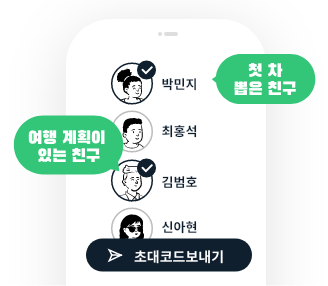 첫 차
뽑은 친구
박민지
최홍석
여행 계획이
있는 친구
김범호
신아현
초대코드보내기